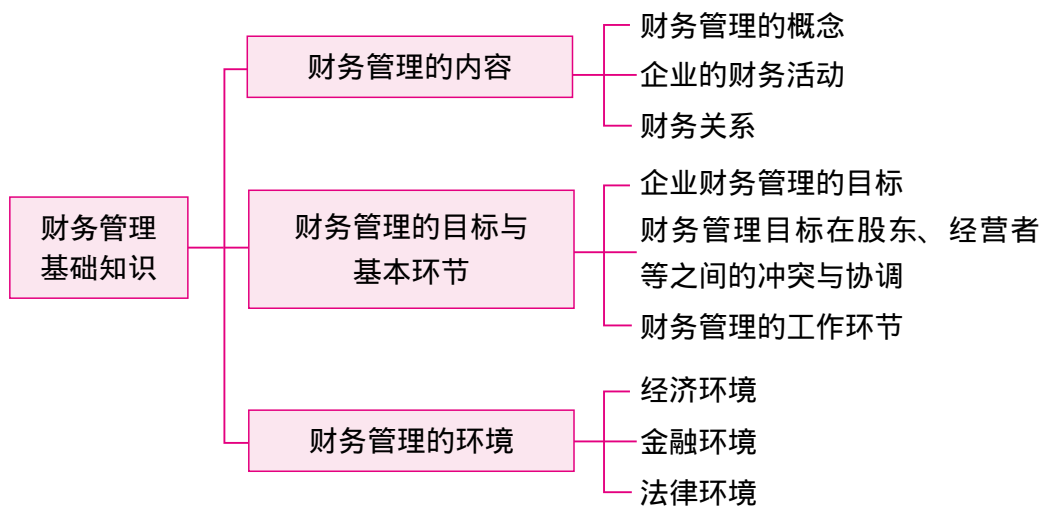 财务管理
基础知识
财务管理的内容
财务管理的概念
企业的财务活动
财务关系
财务管理的目标与
基本环节
企业财务管理的目标
财务管理目标在股东、经营者
等之间的冲突与协调
财务管理的工作环节
财务管理的环境
经济环境
金融环境
法律环境